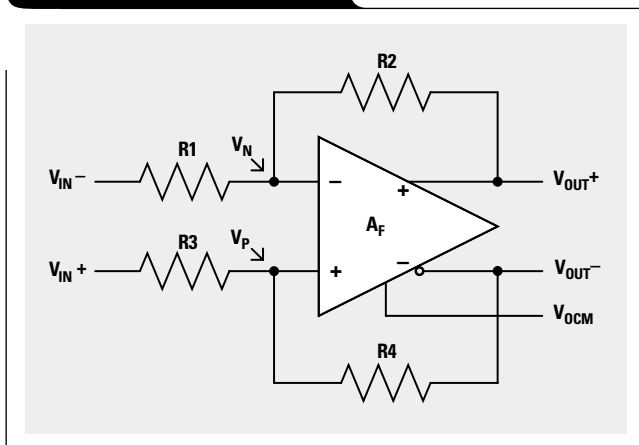 R2
R1
V_N
V_IN −
− +
V_OUT+
A_F
R3
V_P
V_IN +
+ −
V_OUT−
V_OCM
R4